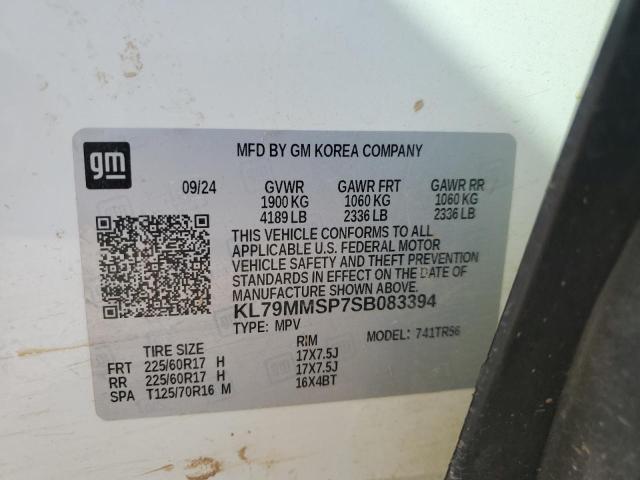 gm
MFD BY GM KOREA COMPANY
09/24 GVWR GAWR FRT GAWR RR
1900 KG 1060 KG 1060 KG
4189 LB 2336 LB 2336 LB
THIS VEHICLE CONFORMS TO ALL
APPLICABLE U.S. FEDERAL MOTOR
VEHICLE SAFETY AND THEFT PREVENTION
STANDARDS IN EFFECT ON THE DATE OF
MANUFACTURE SHOWN ABOVE.
KL79MMSP7SB083394
TYPE: MPV MODEL: 741TR56
TIRE SIZE RIM
FRT 225/60R17 H 17X7.5J
RR 225/60R17 H 17X7.5J
SPA T125/70R16 M 16X4BT